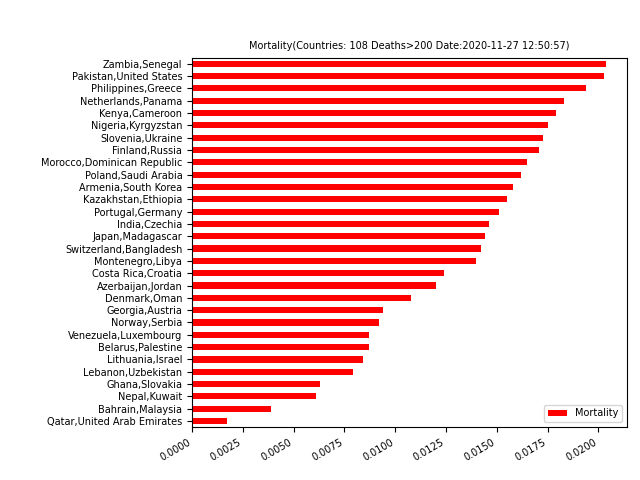 Mortality(Countries: 108 Deaths>200 Date:2020-11-27 12:50:57)
Zambia,Senegal
Pakistan,United States
Philippines,Greece
Netherlands,Panama
Kenya,Cameroon
Nigeria,Kyrgyzstan
Slovenia,Ukraine
Finland,Russia
Morocco,Dominican Republic
Poland,Saudi Arabia
Armenia,South Korea
Kazakhstan,Ethiopia
Portugal,Germany
India,Czechia
Japan,Madagascar
Switzerland,Bangladesh
Montenegro,Libya
Costa Rica,Croatia
Azerbaijan,Jordan
Denmark,Oman
Georgia,Austria
Norway,Serbia
Venezuela,Luxembourg
Belarus,Palestine
Lithuania,Israel
Lebanon,Uzbekistan
Ghana,Slovakia
Nepal,Kuwait
Bahrain,Malaysia
Qatar,United Arab Emirates
Mortality
0.0000 0.0025 0.0050 0.0075 0.0100 0.0125 0.0150 0.0175 0.0200